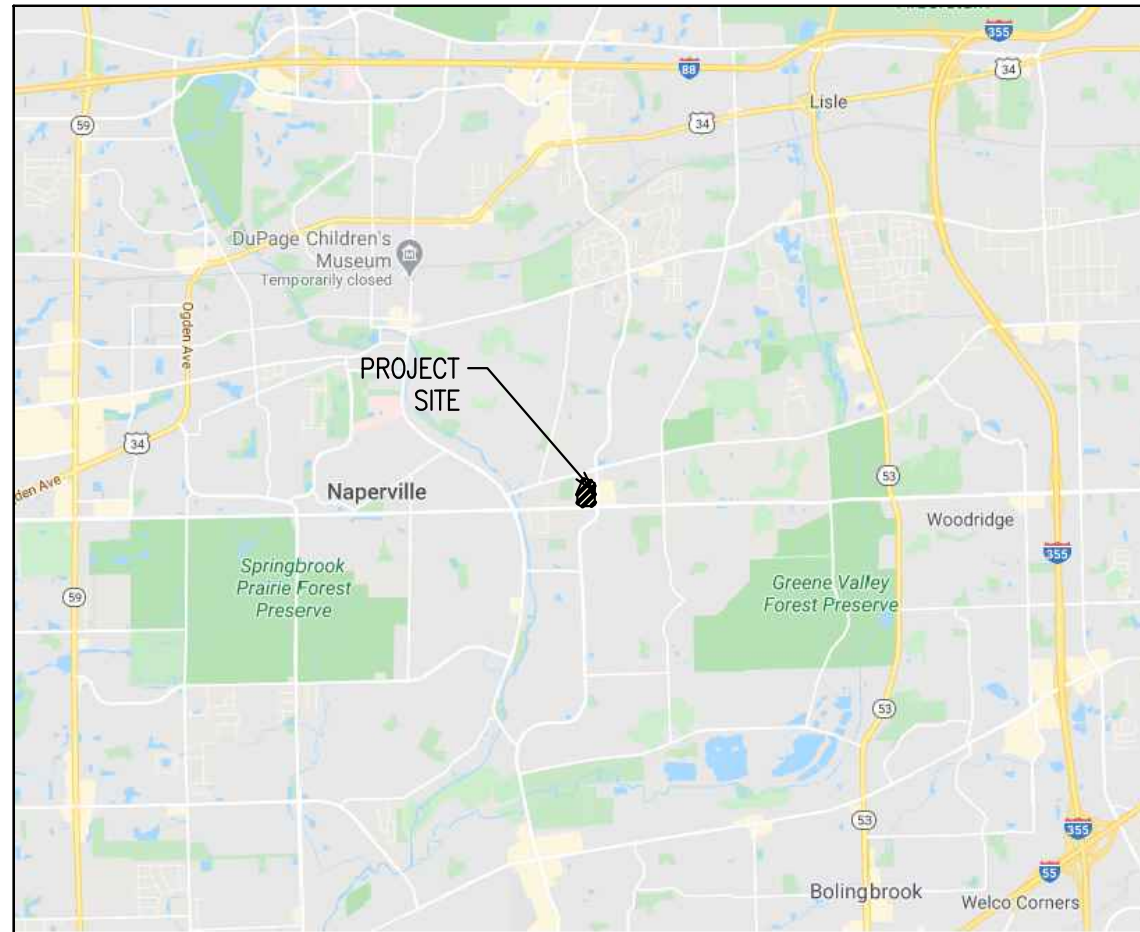 355
88
34
Lisle
34
59
DuPage Children's
Museum
Temporarily closed
Ogden Ave
PROJECT
SITE
34
den Ave
Naperville
53
Woodridge
355
Springbrook
Prairie Forest
Preserve
Greene Valley
Forest Preserve
59
53
53
355
55
Bolingbrook
Welco Corners